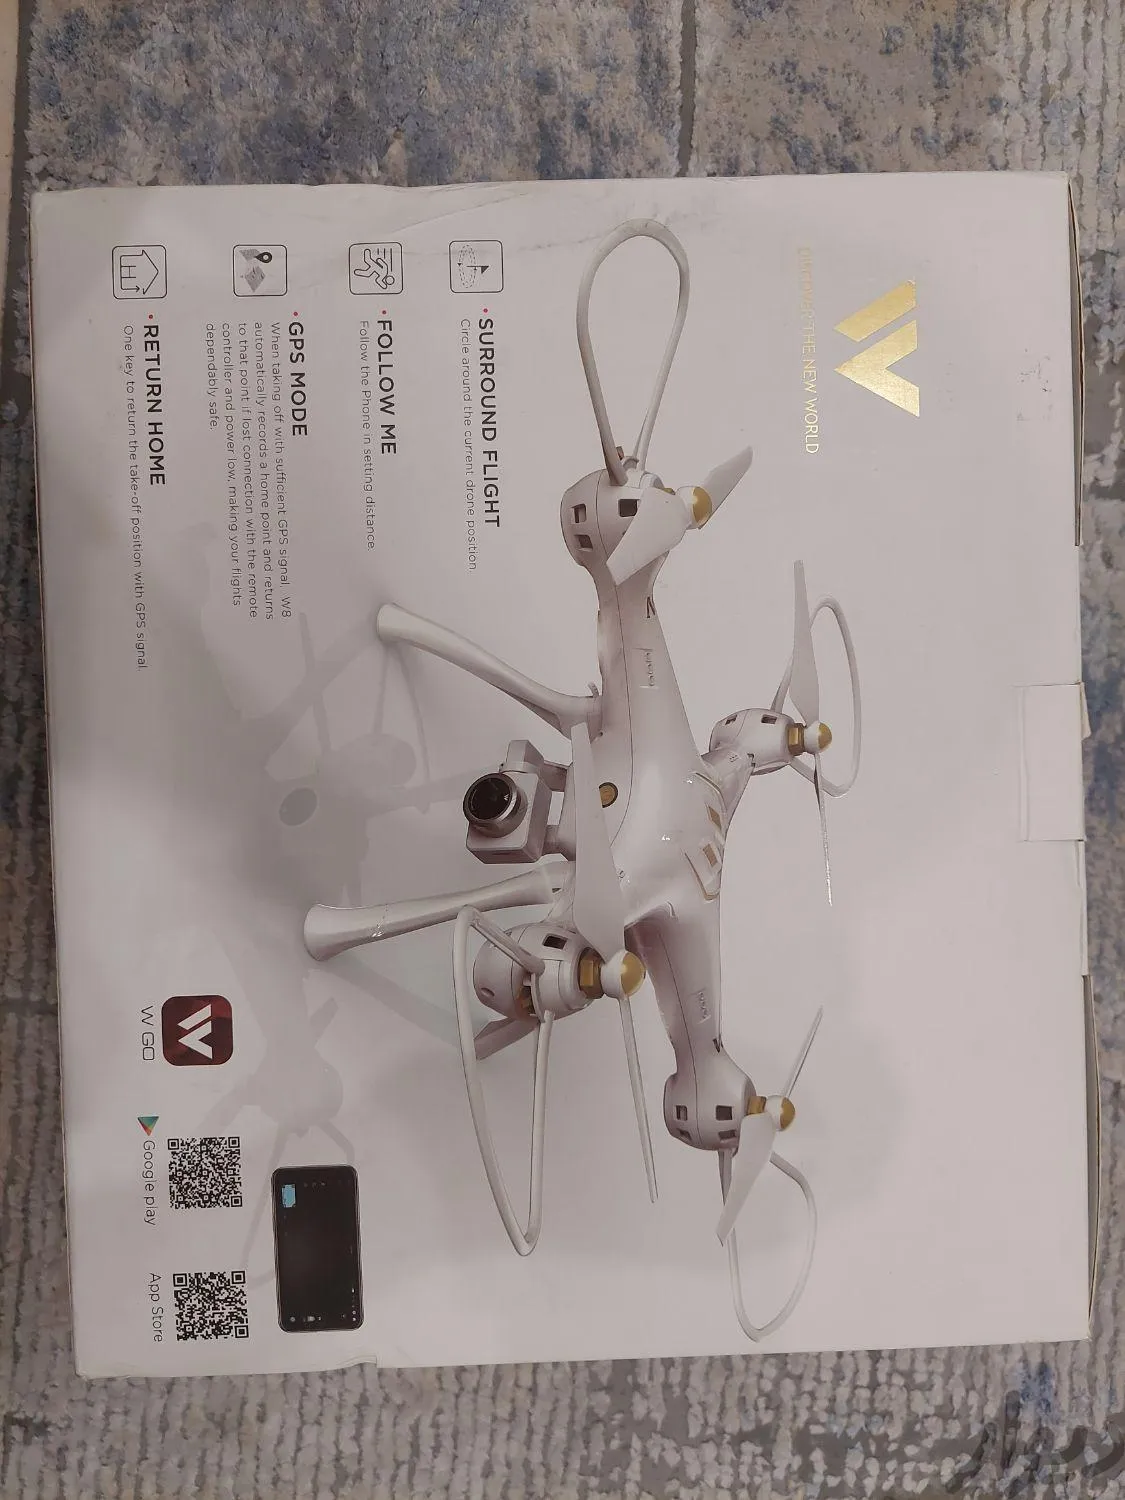 W
DISCOVER THE NEW WORLD
• SURROUND FLIGHT
Circle around the current drone position.
• FOLLOW ME
Follow the Phone in setting distance.
• GPS MODE
When taking off with sufficient GPS signal, W8
automatically records a home point and returns
to that point if lost connection with the remote
controller and power low, making your flights
dependably safe.
• RETURN HOME
One key to return the take-off position with GPS signal.
W GO
Google play
App Store
دیوار